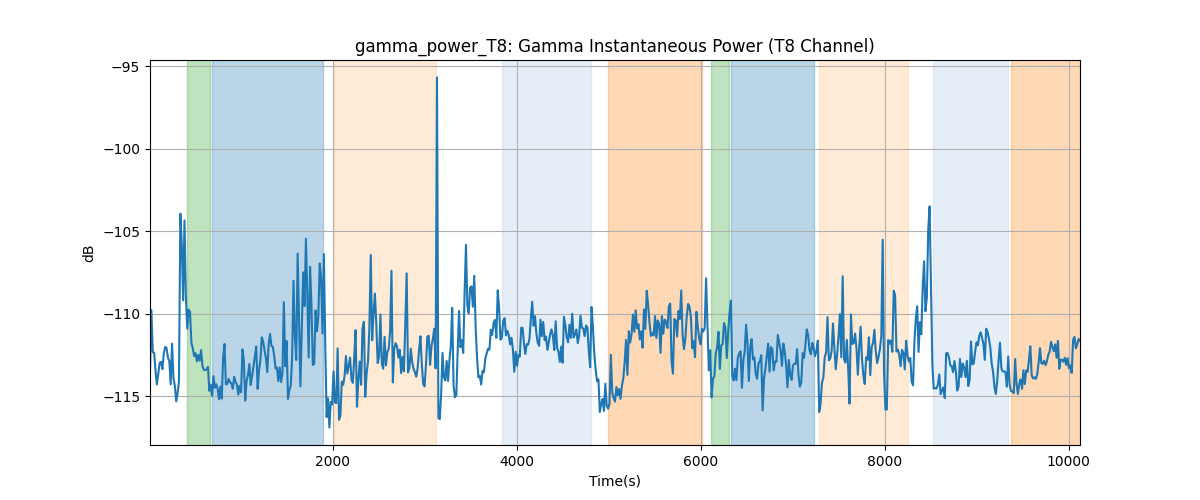 gamma_power_T8: Gamma Instantaneous Power (T8 Channel)
−95
−100
−105
−110
−115
dB
2000 4000 6000 8000 10000
Time(s)